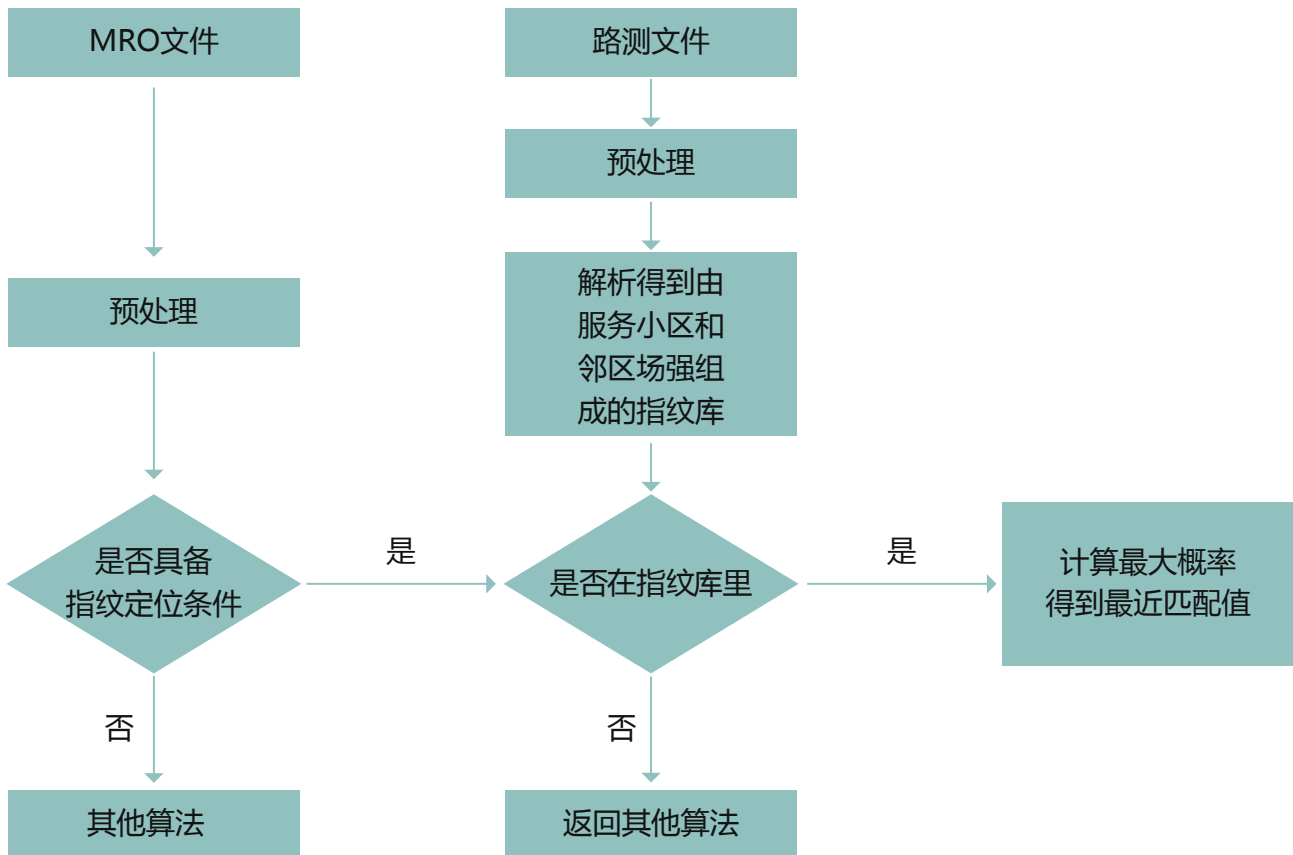 MRO文件
路测文件
预处理
预处理
解析得到由
服务小区和
邻区场强组
成的指纹库
是否具备
指纹定位条件
是
是否在指纹库里
是
计算最大概率
得到最近匹配值
否
否
其他算法
返回其他算法